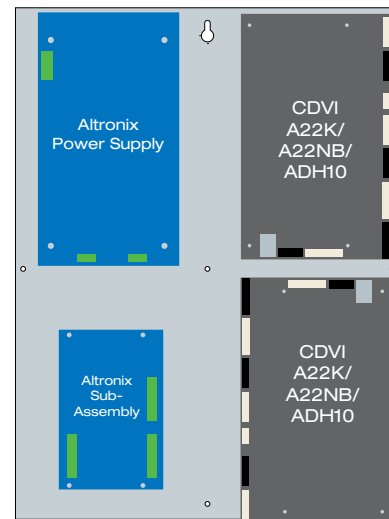 Altronix
Power Supply
CDVI
A22K/
A22NB/
ADH10
Altronix
Sub-
Assembly
CDVI
A22K/
A22NB/
ADH10